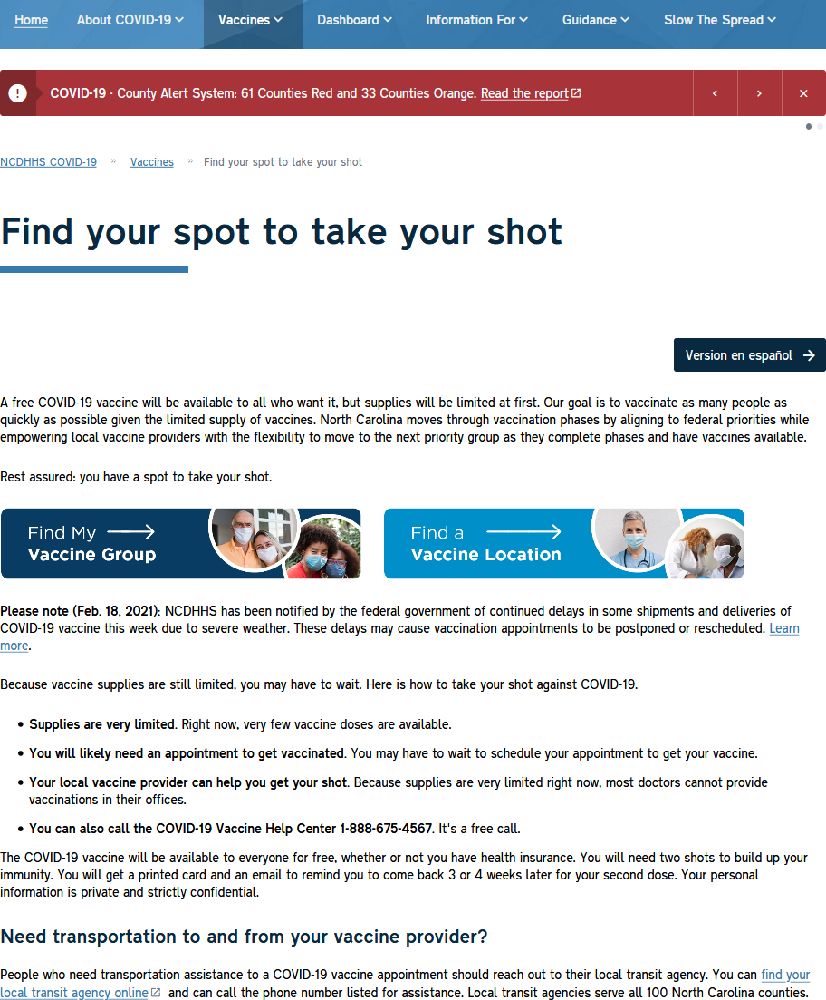 Home About COVID-19 Vaccines Dashboard Information For Guidance Slow The Spread
COVID-19 · County Alert System: 61 Counties Red and 33 Counties Orange. Read the report
NCDHHS COVID-19 » Vaccines » Find your spot to take your shot
Find your spot to take your shot
Version en español
A free COVID-19 vaccine will be available to all who want it, but supplies will be limited at first. Our goal is to vaccinate as many people as
quickly as possible given the limited supply of vaccines. North Carolina moves through vaccination phases by aligning to federal priorities while
empowering local vaccine providers with the flexibility to move to the next priority group as they complete phases and have vaccines available.
Rest assured: you have a spot to take your shot.
Find My
Vaccine Group
Find a
Vaccine Location
Please note (Feb. 18, 2021): NCDHHS has been notified by the federal government of continued delays in some shipments and deliveries of
COVID-19 vaccine this week due to severe weather. These delays may cause vaccination appointments to be postponed or rescheduled. Learn
more.
Because vaccine supplies are still limited, you may have to wait. Here is how to take your shot against COVID-19.
• Supplies are very limited. Right now, very few vaccine doses are available.
• You will likely need an appointment to get vaccinated. You may have to wait to schedule your appointment to get your vaccine.
• Your local vaccine provider can help you get your shot. Because supplies are very limited right now, most doctors cannot provide
vaccinations in their offices.
• You can also call the COVID-19 Vaccine Help Center 1-888-675-4567. It's a free call.
The COVID-19 vaccine will be available to everyone for free, whether or not you have health insurance. You will need two shots to build up your
immunity. You will get a printed card and an email to remind you to come back 3 or 4 weeks later for your second dose. Your personal
information is private and strictly confidential.
Need transportation to and from your vaccine provider?
People who need transportation assistance to a COVID-19 vaccine appointment should reach out to their local transit agency. You can find your
local transit agency online and can call the phone number listed for assistance. Local transit agencies serve all 100 North Carolina counties.